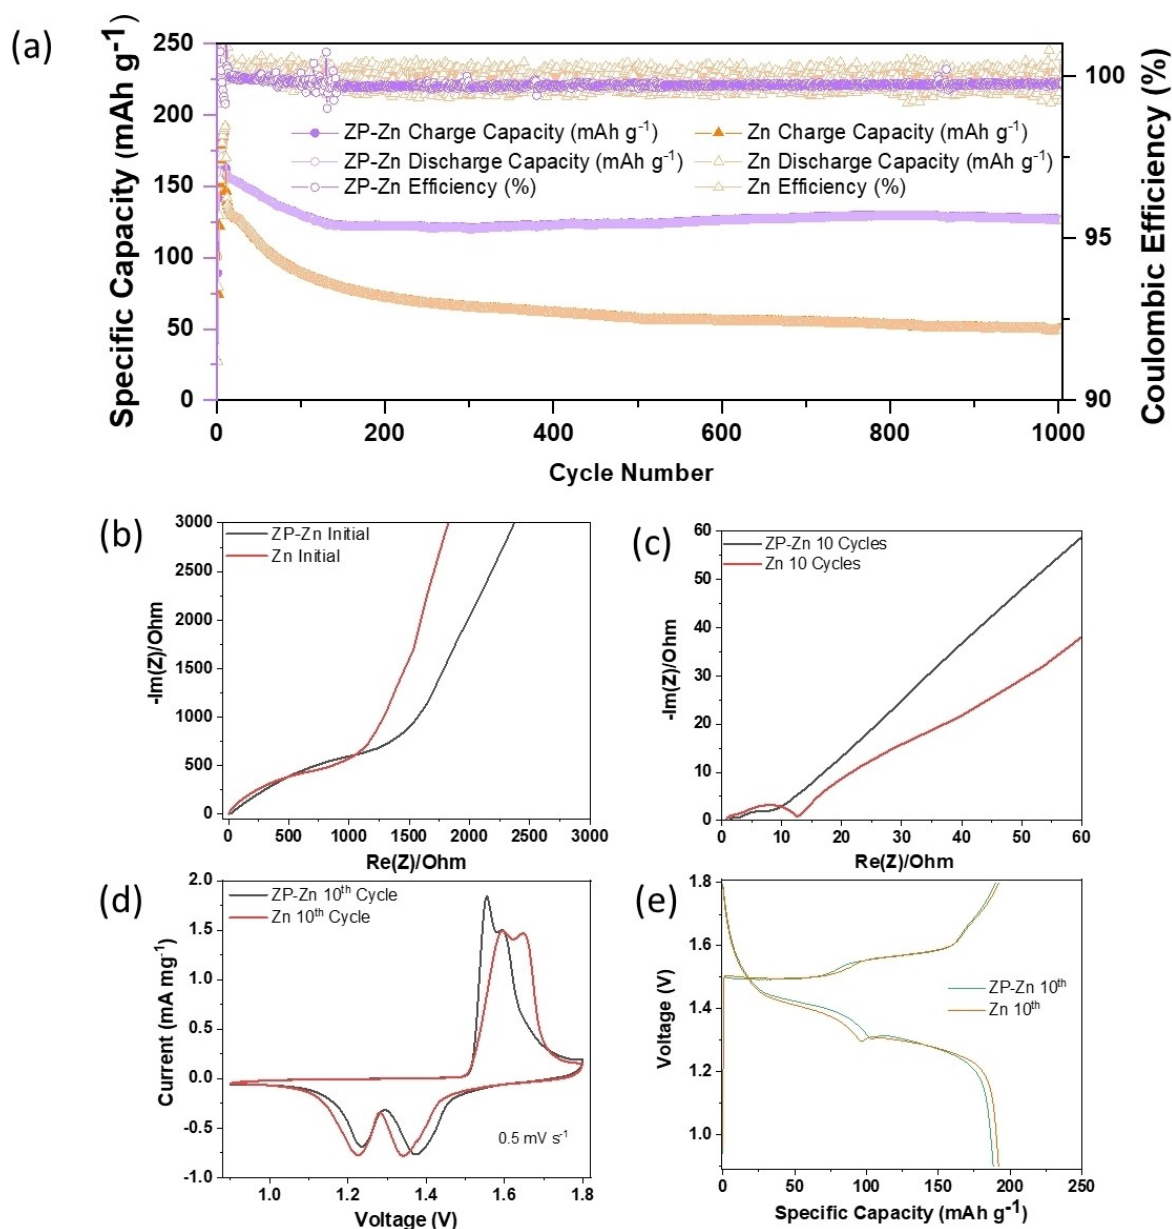 (a)
Specific Capacity (mAh g-1)
250
200
150
100
50
0
ZP-Zn Charge Capacity (mAh g-1)
ZP-Zn Discharge Capacity (mAh g-1)
ZP-Zn Efficiency (%)
Zn Charge Capacity (mAh g-1)
Zn Discharge Capacity (mAh g-1)
Zn Efficiency (%)
100
95
90
Coulombic Efficiency (%)
0 200 400 600 800 1000
Cycle Number
(b)
-Im(Z)/Ohm
3000
2500
2000
1500
1000
500
0
ZP-Zn Initial
Zn Initial
0 500 1000 1500 2000 2500 3000
Re(Z)/Ohm
(c)
-Im(Z)/Ohm
60
50
40
30
20
10
0
ZP-Zn 10 Cycles
Zn 10 Cycles
0 10 20 30 40 50 60
Re(Z)/Ohm
(d)
Current (mA mg-1)
2.0
1.5
1.0
0.5
0.0
-0.5
-1.0
ZP-Zn 10th Cycle
Zn 10th Cycle
0.5 mV s-1
1.0 1.2 1.4 1.6 1.8
Voltage (V)
(e)
Voltage (V)
1.8
1.6
1.4
1.2
1.0
ZP-Zn 10th
Zn 10th
0 50 100 150 200 250
Specific Capacity (mAh g-1)